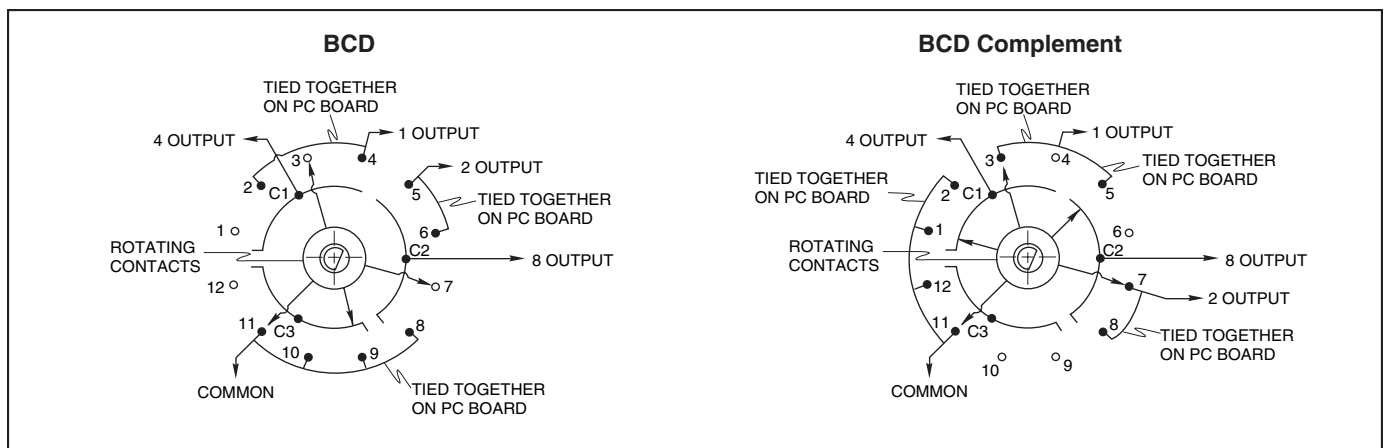 BCD
TIED TOGETHER
ON PC BOARD
4 OUTPUT
1 OUTPUT
3
4
2 OUTPUT
2
C1
5
TIED TOGETHER
ON PC BOARD
1
6
C2
ROTATING
CONTACTS
8 OUTPUT
12
7
11
C3
8
10
9
COMMON
TIED TOGETHER
ON PC BOARD
BCD Complement
TIED TOGETHER
ON PC BOARD
4 OUTPUT
1 OUTPUT
3
4
TIED TOGETHER
ON PC BOARD
TIED TOGETHER
ON PC BOARD
2
C1
5
1
6
C2
ROTATING
CONTACTS
8 OUTPUT
12
7
2 OUTPUT
11
C3
8
TIED TOGETHER
ON PC BOARD
10
9
COMMON